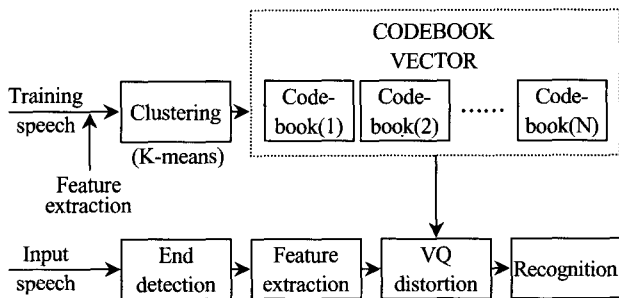 CODEBOOK
VECTOR
Training
speech
Clustering
(K-means)
Code-
book(1)
Code-
book(2)
······
Code-
book(N)
Feature
extraction
Input
speech
End
detection
Feature
extraction
VQ
distortion
Recognition